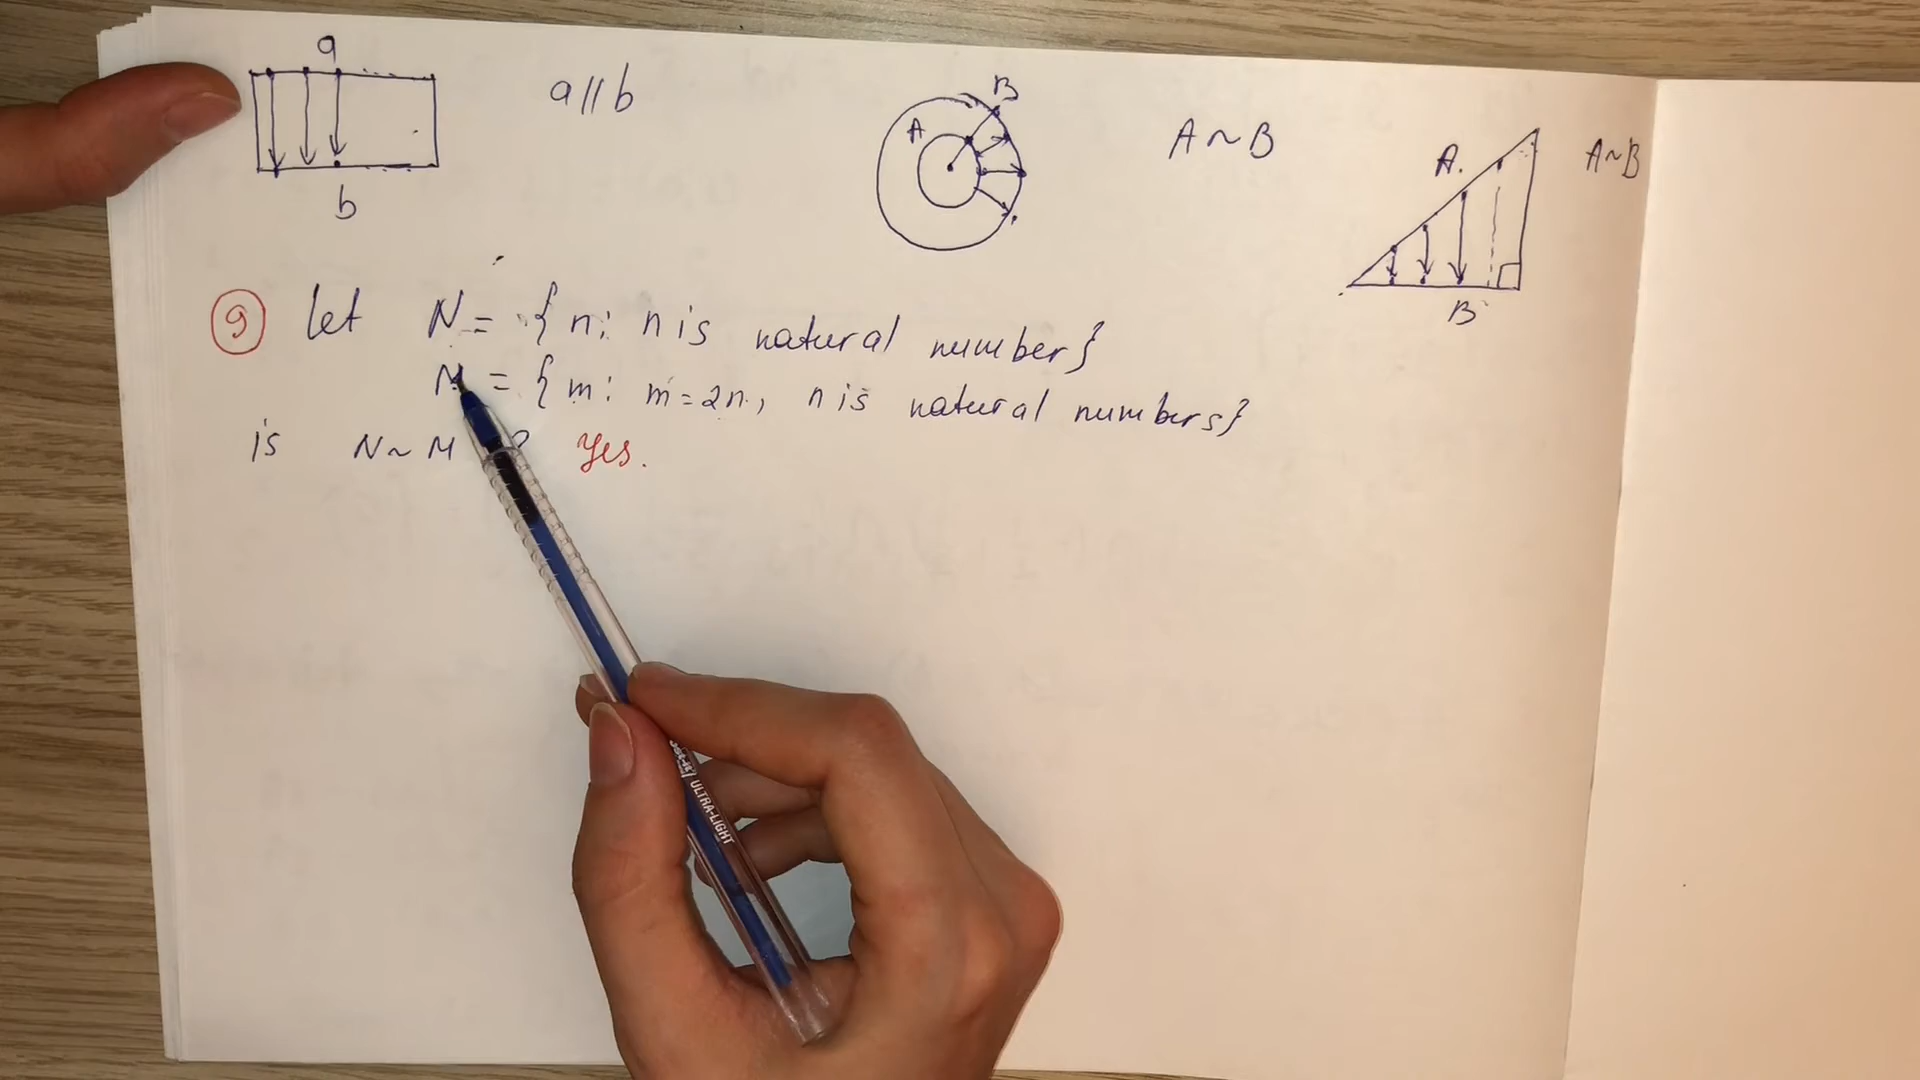 a
a//b
b
A
B
A~B
A.
B
A~B
9 let N = {n: n is natural number}
M = {m: m=2n, n is natural numbers}
is N~M ? Yes.
ULTRA-LIGHT